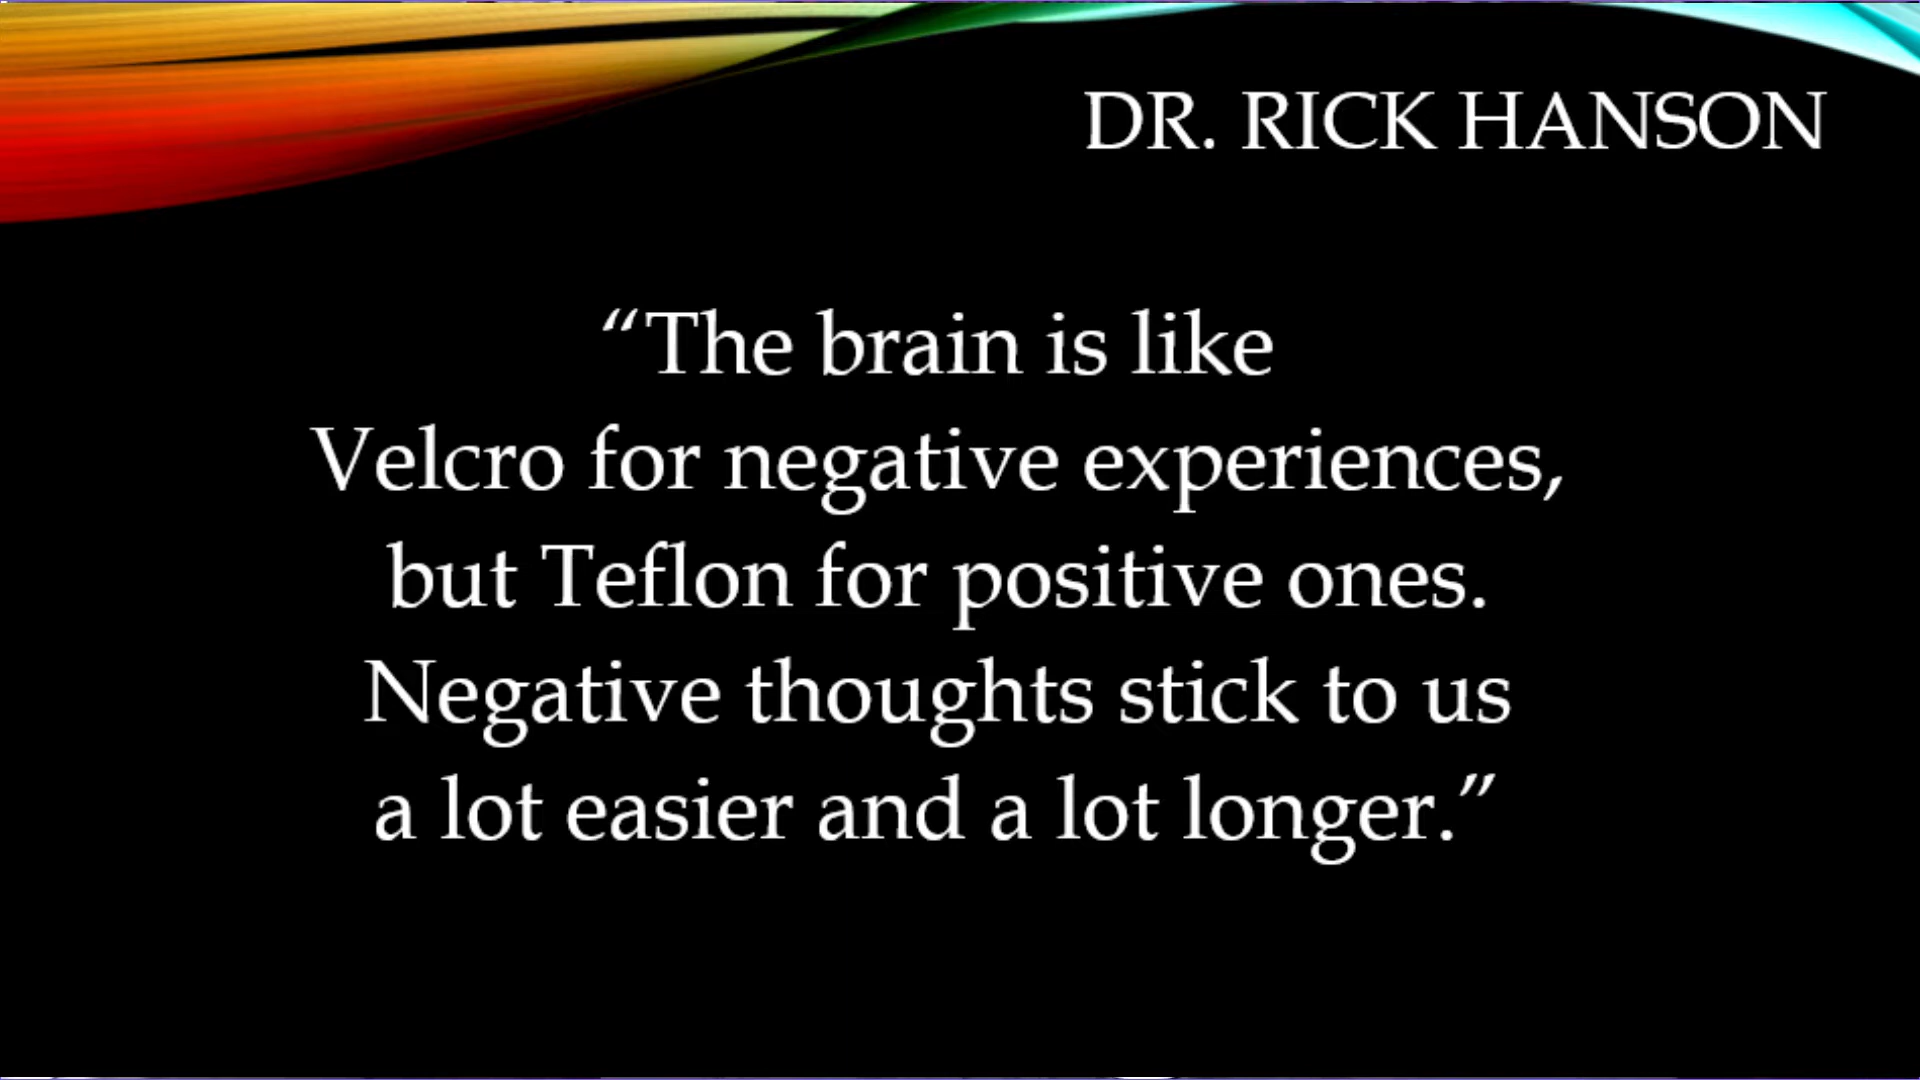 DR. RICK HANSON
“The brain is like
Velcro for negative experiences,
but Teflon for positive ones.
Negative thoughts stick to us
a lot easier and a lot longer.”